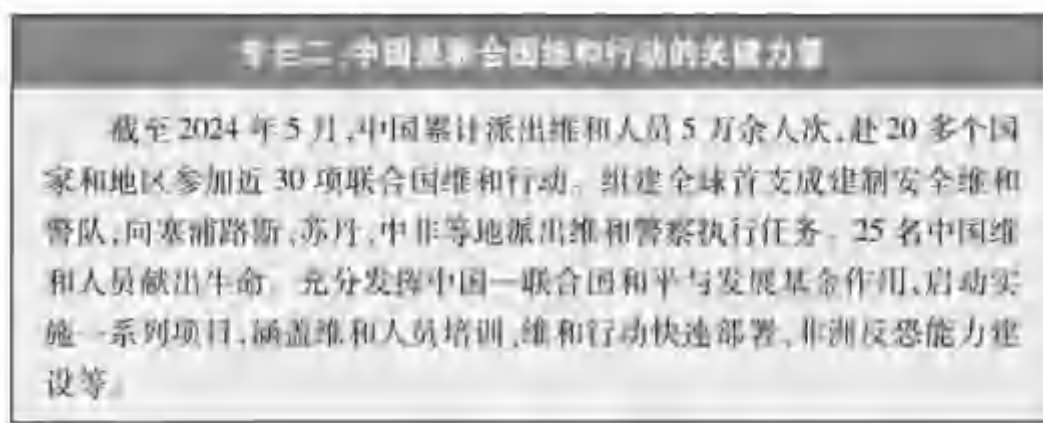 专栏二:中国是联合国维和行动的关键力量
截至2024年5月,中国累计派出维和人员5万余人次,赴20多个国
家和地区参加近30项联合国维和行动。组建全球首支成建制安全维和
警队,向塞浦路斯、苏丹、中非等地派出维和警察执行任务。25名中国维
和人员献出生命。充分发挥中国—联合国和平与发展基金作用,启动实
施一系列项目,涵盖维和人员培训、维和行动快速部署、非洲反恐能力建
设等。